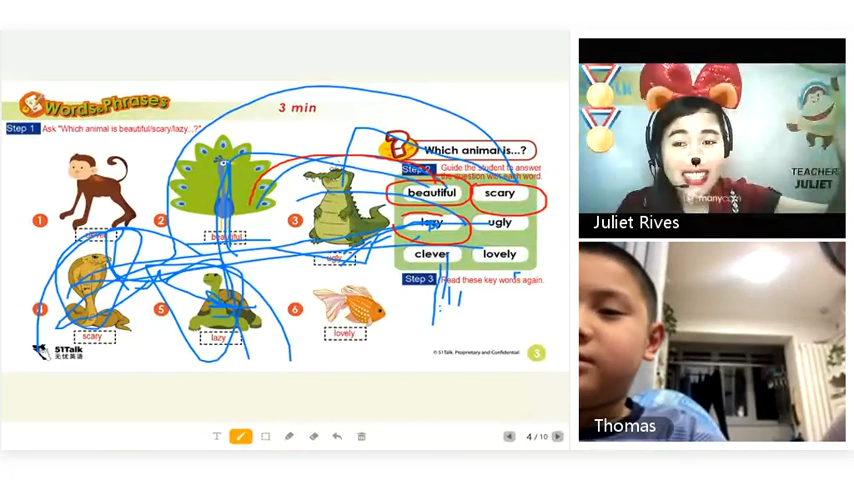 Words & Phrases
3 min
Step 1 Ask "Which animal is beautiful/scary/lazy...?"
Which animal is...?
Step 2 Guide the student to answer
the question with each word.
beautiful scary
lazy ugly
clever lovely
Step 3 Read these key words again.
1 2 beautiful
3 ugly
4 scary
5 lazy
6 lovely
51Talk
无忧英语
© 51Talk. Proprietary and Confidential
3
T
4 / 10
TEACHER
JULIET
manycam
Juliet Rives
Thomas